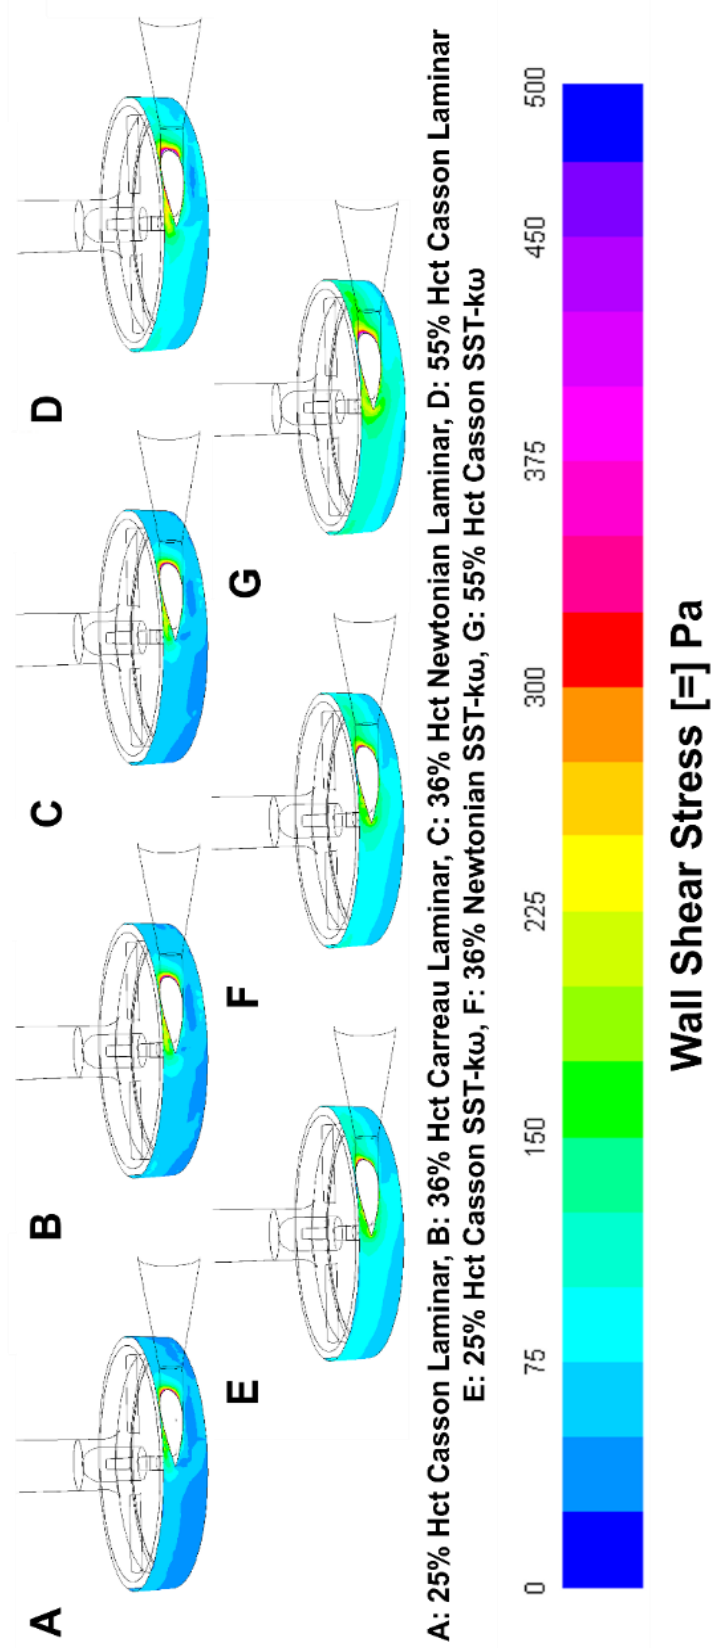 A
B
C
D
E
F
G
A: 25% Hct Casson Laminar, B: 36% Hct Carreau Laminar, C: 36% Hct Newtonian Laminar, D: 55% Hct Casson Laminar
E: 25% Hct Casson SST-kω, F: 36% Newtonian SST-kω, G: 55% Hct Casson SST-kω
0 75 150 225 300 375 450 500
Wall Shear Stress [=] Pa